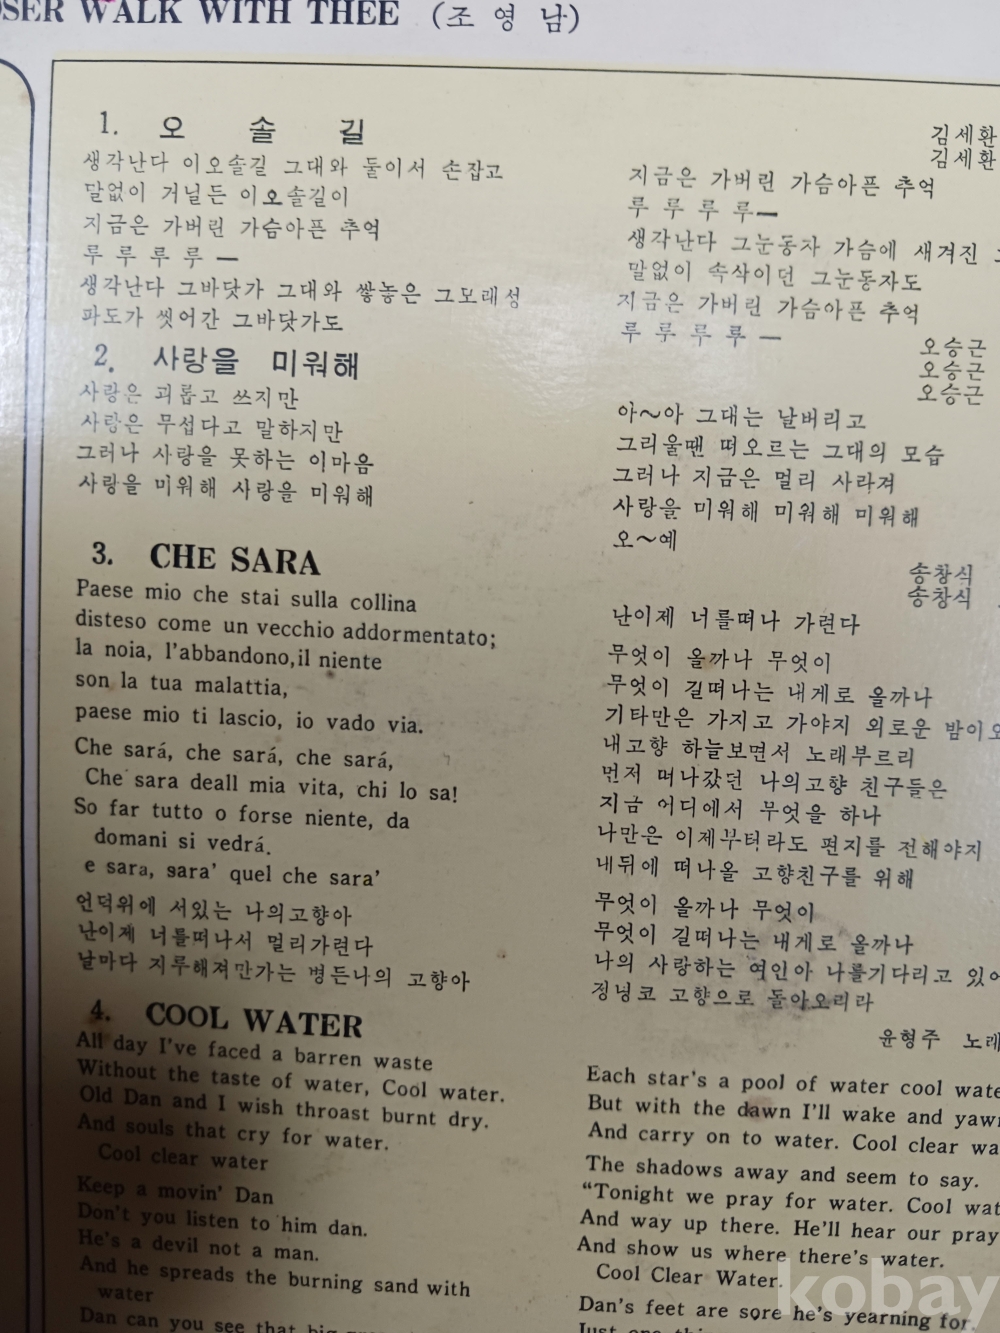 WALK WITH THEE (조 영 남)
1. 오 솔 길
김세환
김세환
생각난다 이오솔길 그대와 둘이서 손잡고
말없이 거닐든 이오솔길이
지금은 가버린 가슴아픈 추억
루 루 루 루 —
생각난다 그바닷가 그대와 쌓놓은 그모래성
파도가 씻어간 그바닷가도
지금은 가버린 가슴아픈 추억
루 루 루 루—
생각난다 그눈동자 가슴에 새겨진
말없이 속삭이던 그눈동자도
지금은 가버린 가슴아픈 추억
루 루 루 루 —
2. 사랑을 미워해
오승근
오승근
오승근
사랑은 괴롭고 쓰지만
사랑은 무섭다고 말하지만
그러나 사랑을 못하는 이마음
사랑을 미워해 사랑을 미워해
아~아 그대는 날버리고
그리울땐 떠오르는 그대의 모습
그러나 지금은 멀리 사라져
사랑을 미워해 미워해 미워해
오~예
3. CHE SARA
송창식
송창식
Paese mio che stai sulla collina
disteso come un vecchio addormentato;
la noia, l'abbandono,il niente
son la tua malattia,
paese mio ti lascio, io vado via.
Che sará, che sará, che sará,
Che sara deall mia vita, chi lo sa!
So far tutto o forse niente, da
domani si vedrá.
e sara, sara' quel che sara'
언덕위에 서있는 나의고향아
난이제 너를떠나서 멀리가련다
날마다 지루해져만가는 병든나의 고향아
난이제 너를떠나 가련다
무엇이 올까나 무엇이
무엇이 길떠나는 내게로 올까나
기타만은 가지고 가야지 외로운 밤이
내고향 하늘보면서 노래부르리
먼저 떠나갔던 나의고향 친구들은
지금 어디에서 무엇을 하나
나만은 이제부터라도 편지를 전해야지
내뒤에 떠나올 고향친구를 위해
무엇이 올까나 무엇이
무엇이 길떠나는 내게로 올까나
나의 사랑하는 여인아 나를기다리고
징넝코 고향으로 돌아오리라
4. COOL WATER
윤형주 노래
All day I've faced a barren waste
Without the taste of water, Cool water.
Old Dan and I wish throast burnt dry.
And souls that cry for water.
Cool clear water
Keep a movin' Dan
Don't you listen to him dan.
He's a devil not a man.
And he spreads the burning sand with
water
Dan can you see that big
Each star's a pool of water cool
But with the dawn I'll wake and
And carry on to water. Cool clear
The shadows away and seem to say.
“Tonight we pray for water. Cool
And way up there. He'll hear our
And show us where there's water.
Cool Clear Water.
Dan's feet are sore he's yearning for.
Just one
kobay